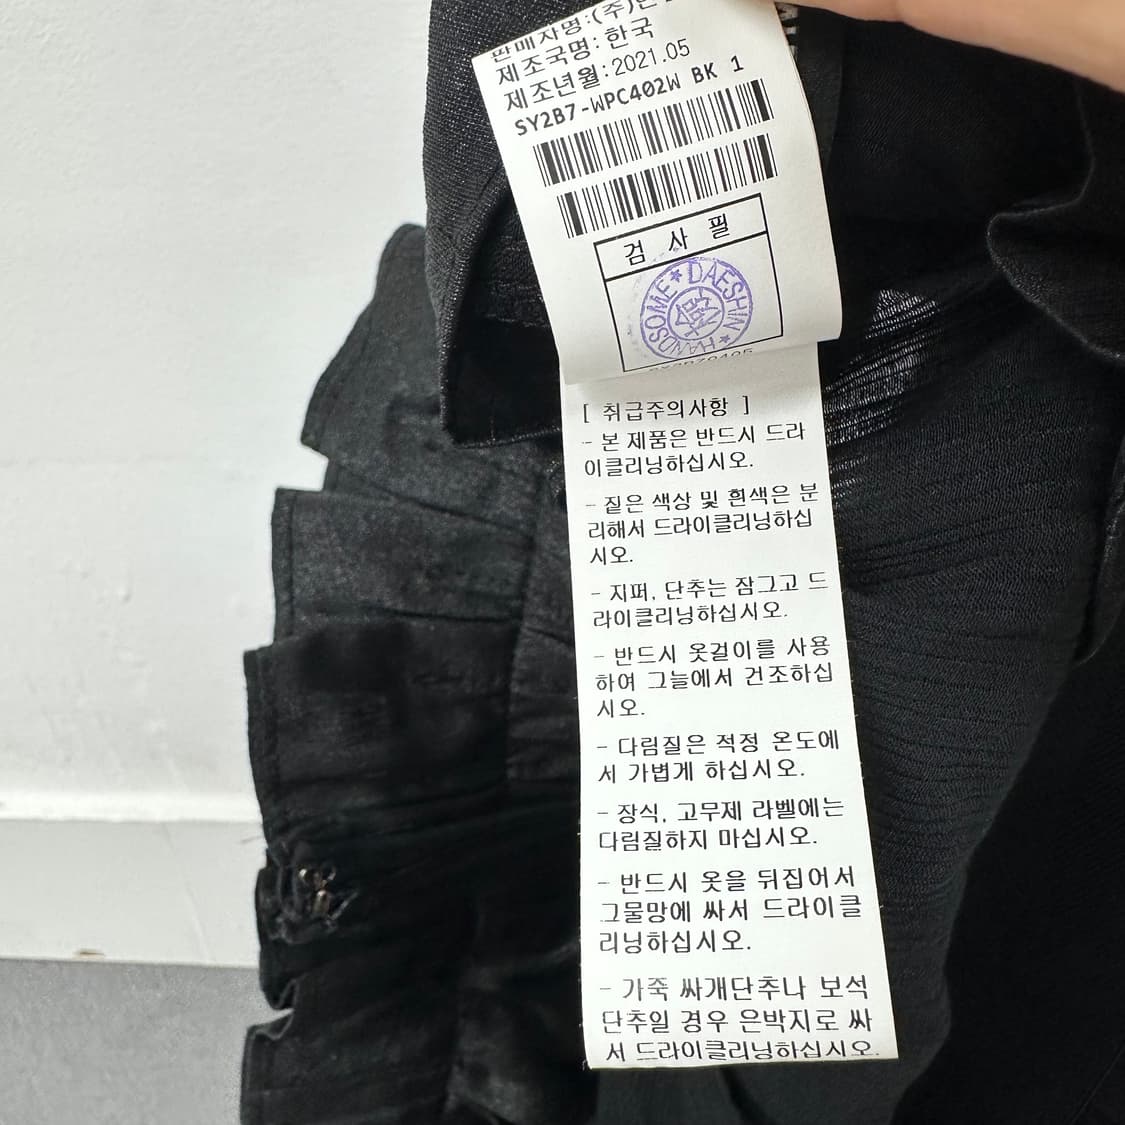 판매자명:(주)한
제조국명: 한국
제조년월:2021.05
SY2B7-WPC402W BK 1
검 사 필
HANDSOME ★ DAESHIN ★
[ 취급주의사항 ]
- 본 제품은 반드시 드라
이클리닝하십시오.
- 짙은 색상 및 흰색은 분
리해서 드라이클리닝하십
시오.
- 지퍼, 단추는 잠그고 드
라이클리닝하십시오.
- 반드시 옷걸이를 사용
하여 그늘에서 건조하십
시오.
- 다림질은 적정 온도에
서 가볍게 하십시오.
- 장식, 고무제 라벨에는
다림질하지 마십시오.
- 반드시 옷을 뒤집어서
그물망에 싸서 드라이클
리닝하십시오.
- 가죽 싸개단추나 보석
단추일 경우 은박지로 싸
서 드라이클리닝하십시오.